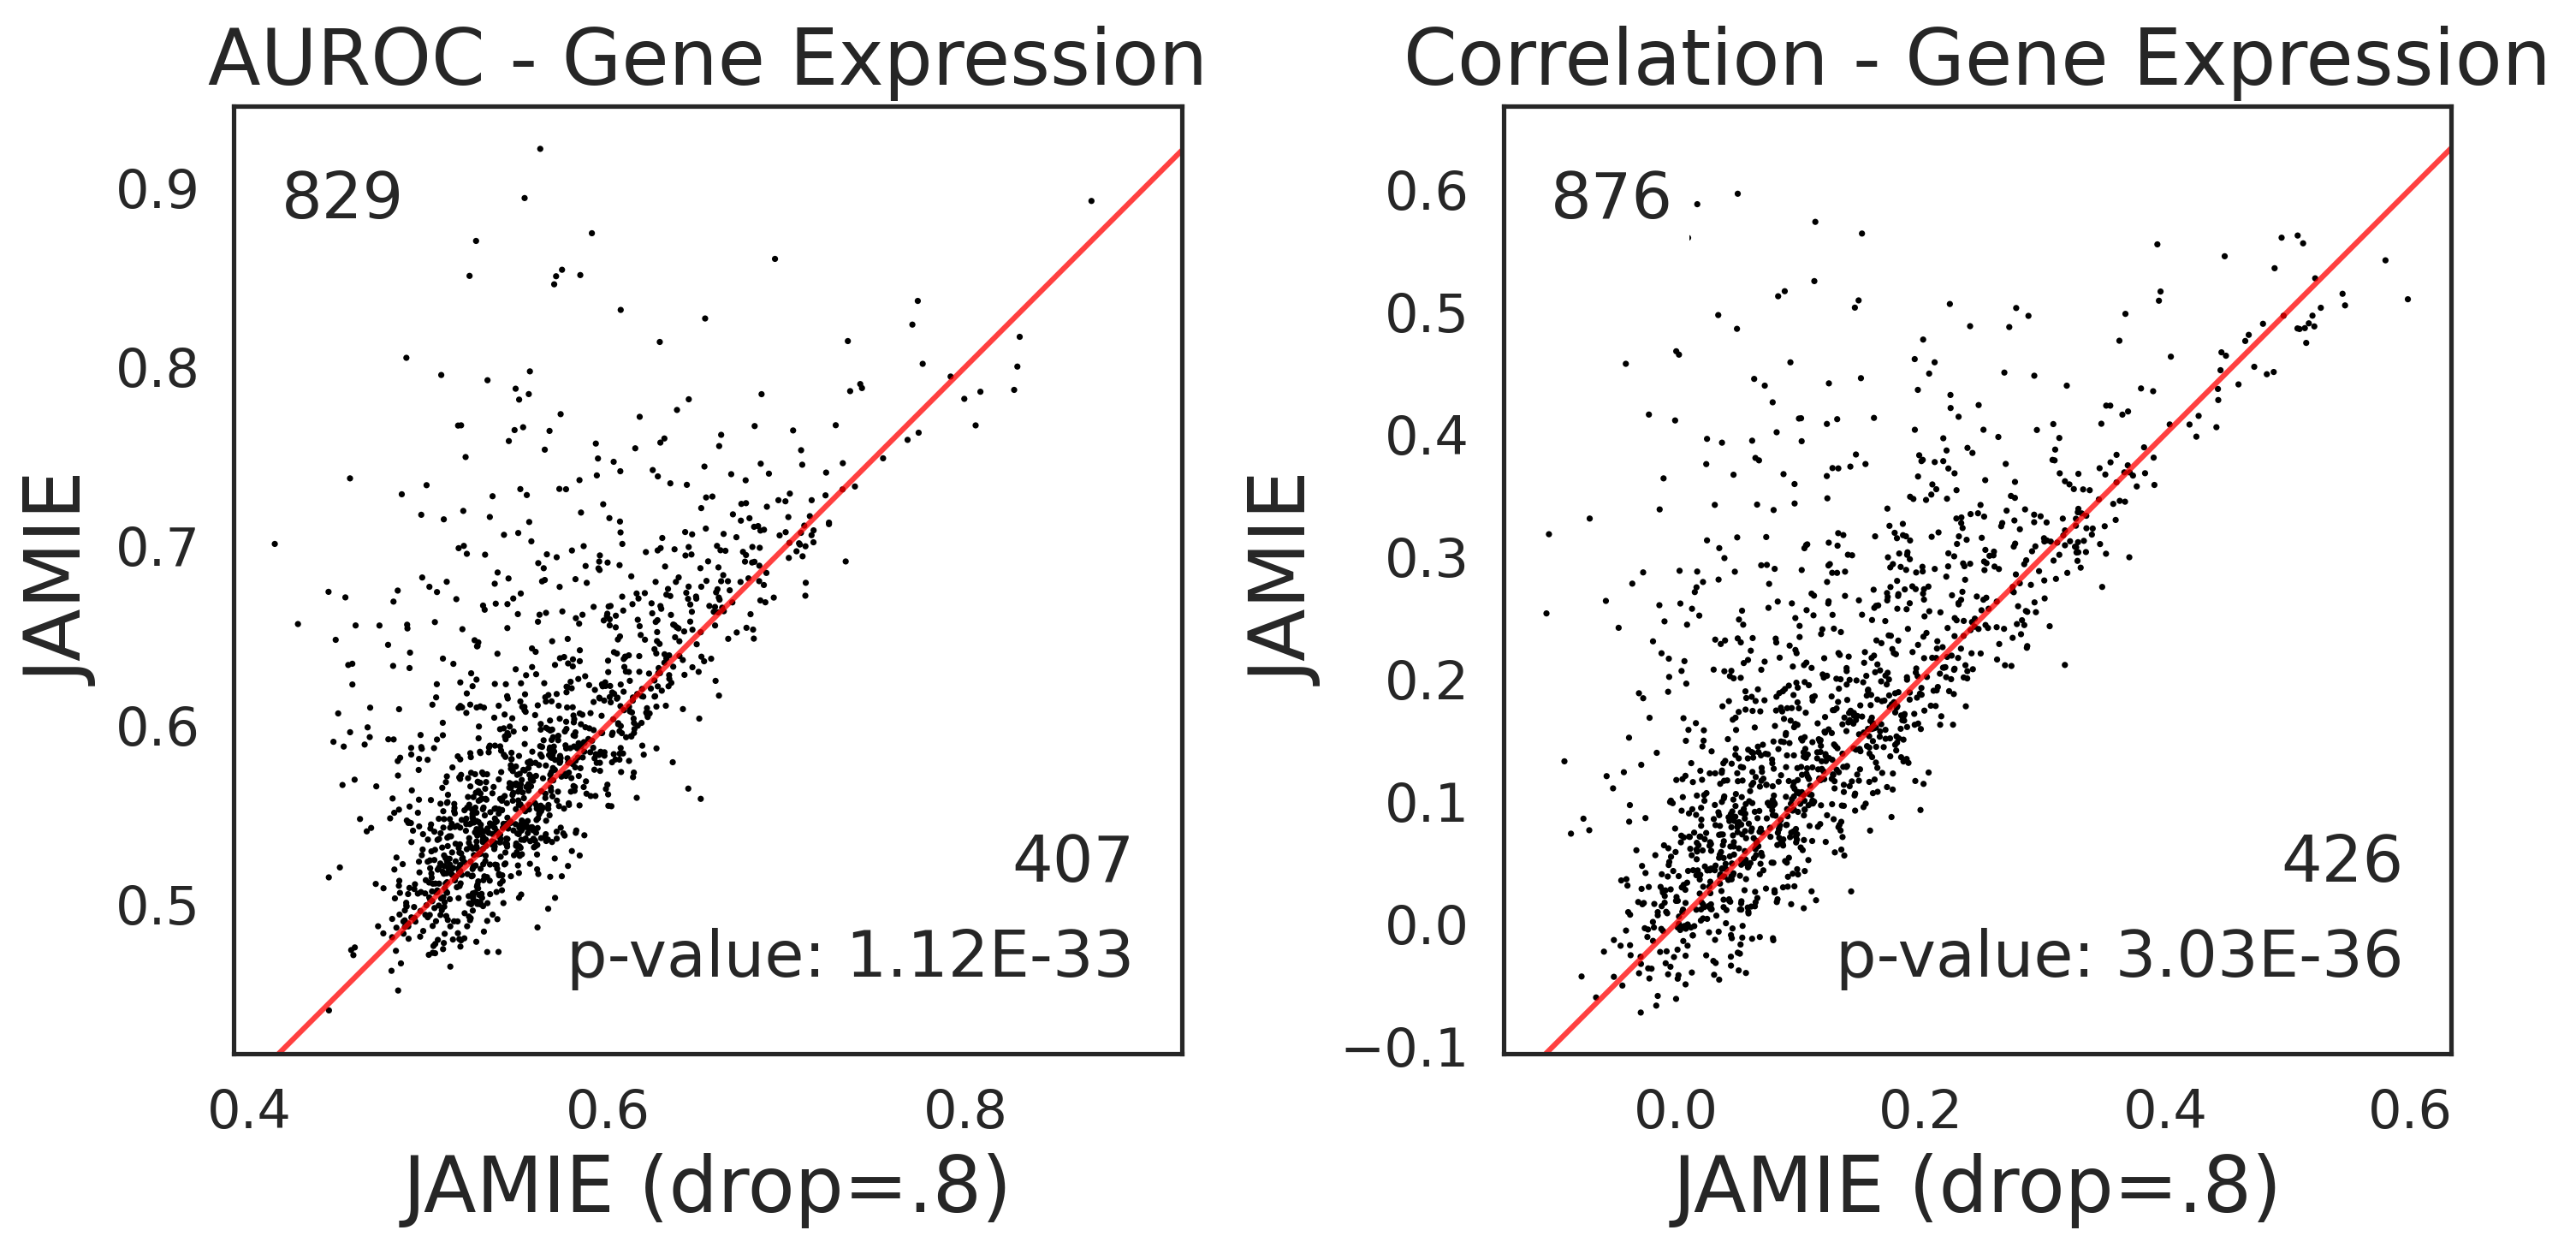 AUROC - Gene Expression
829
407
p-value: 1.12E-33
0.9
0.8
0.7
0.6
0.5
JAMIE
0.4 0.6 0.8
JAMIE (drop=.8)
Correlation - Gene Expression
876
426
p-value: 3.03E-36
0.6
0.5
0.4
0.3
0.2
0.1
0.0
−0.1
JAMIE
0.0 0.2 0.4 0.6
JAMIE (drop=.8)